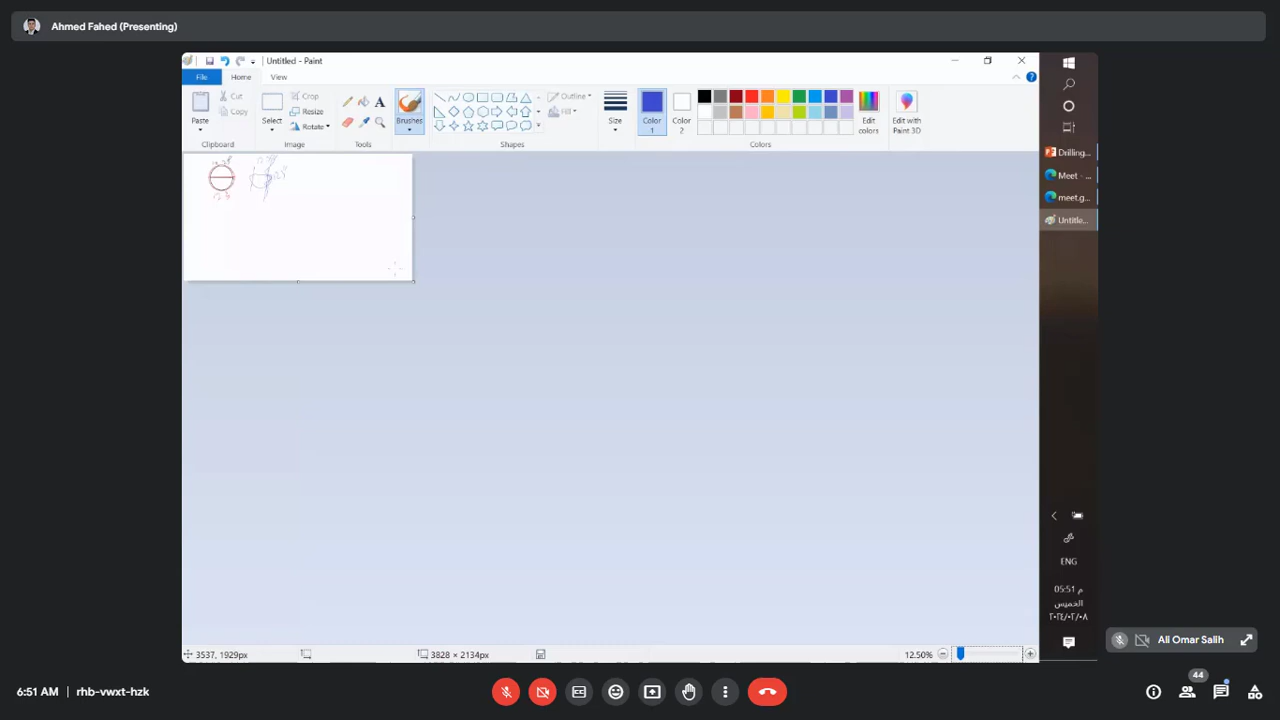 Ahmed Fahed (Presenting)
Untitled - Paint
File Home View
Paste Cut Copy Clipboard
Select Crop Resize Rotate Image
A Tools
Brushes
Shapes Outline Fill
Size
Color 1
Color 2
Colors
Edit colors
Edit with Paint 3D
Drilling...
Meet - ...
meet.g...
Untitle...
ENG
05:51 م
الخميس
٢٠٢٤/٠٢/٠٨
3537, 1929px
3828 × 2134px
12.50%
Ali Omar Salih
6:51 AM | rhb-vwxt-hzk
44